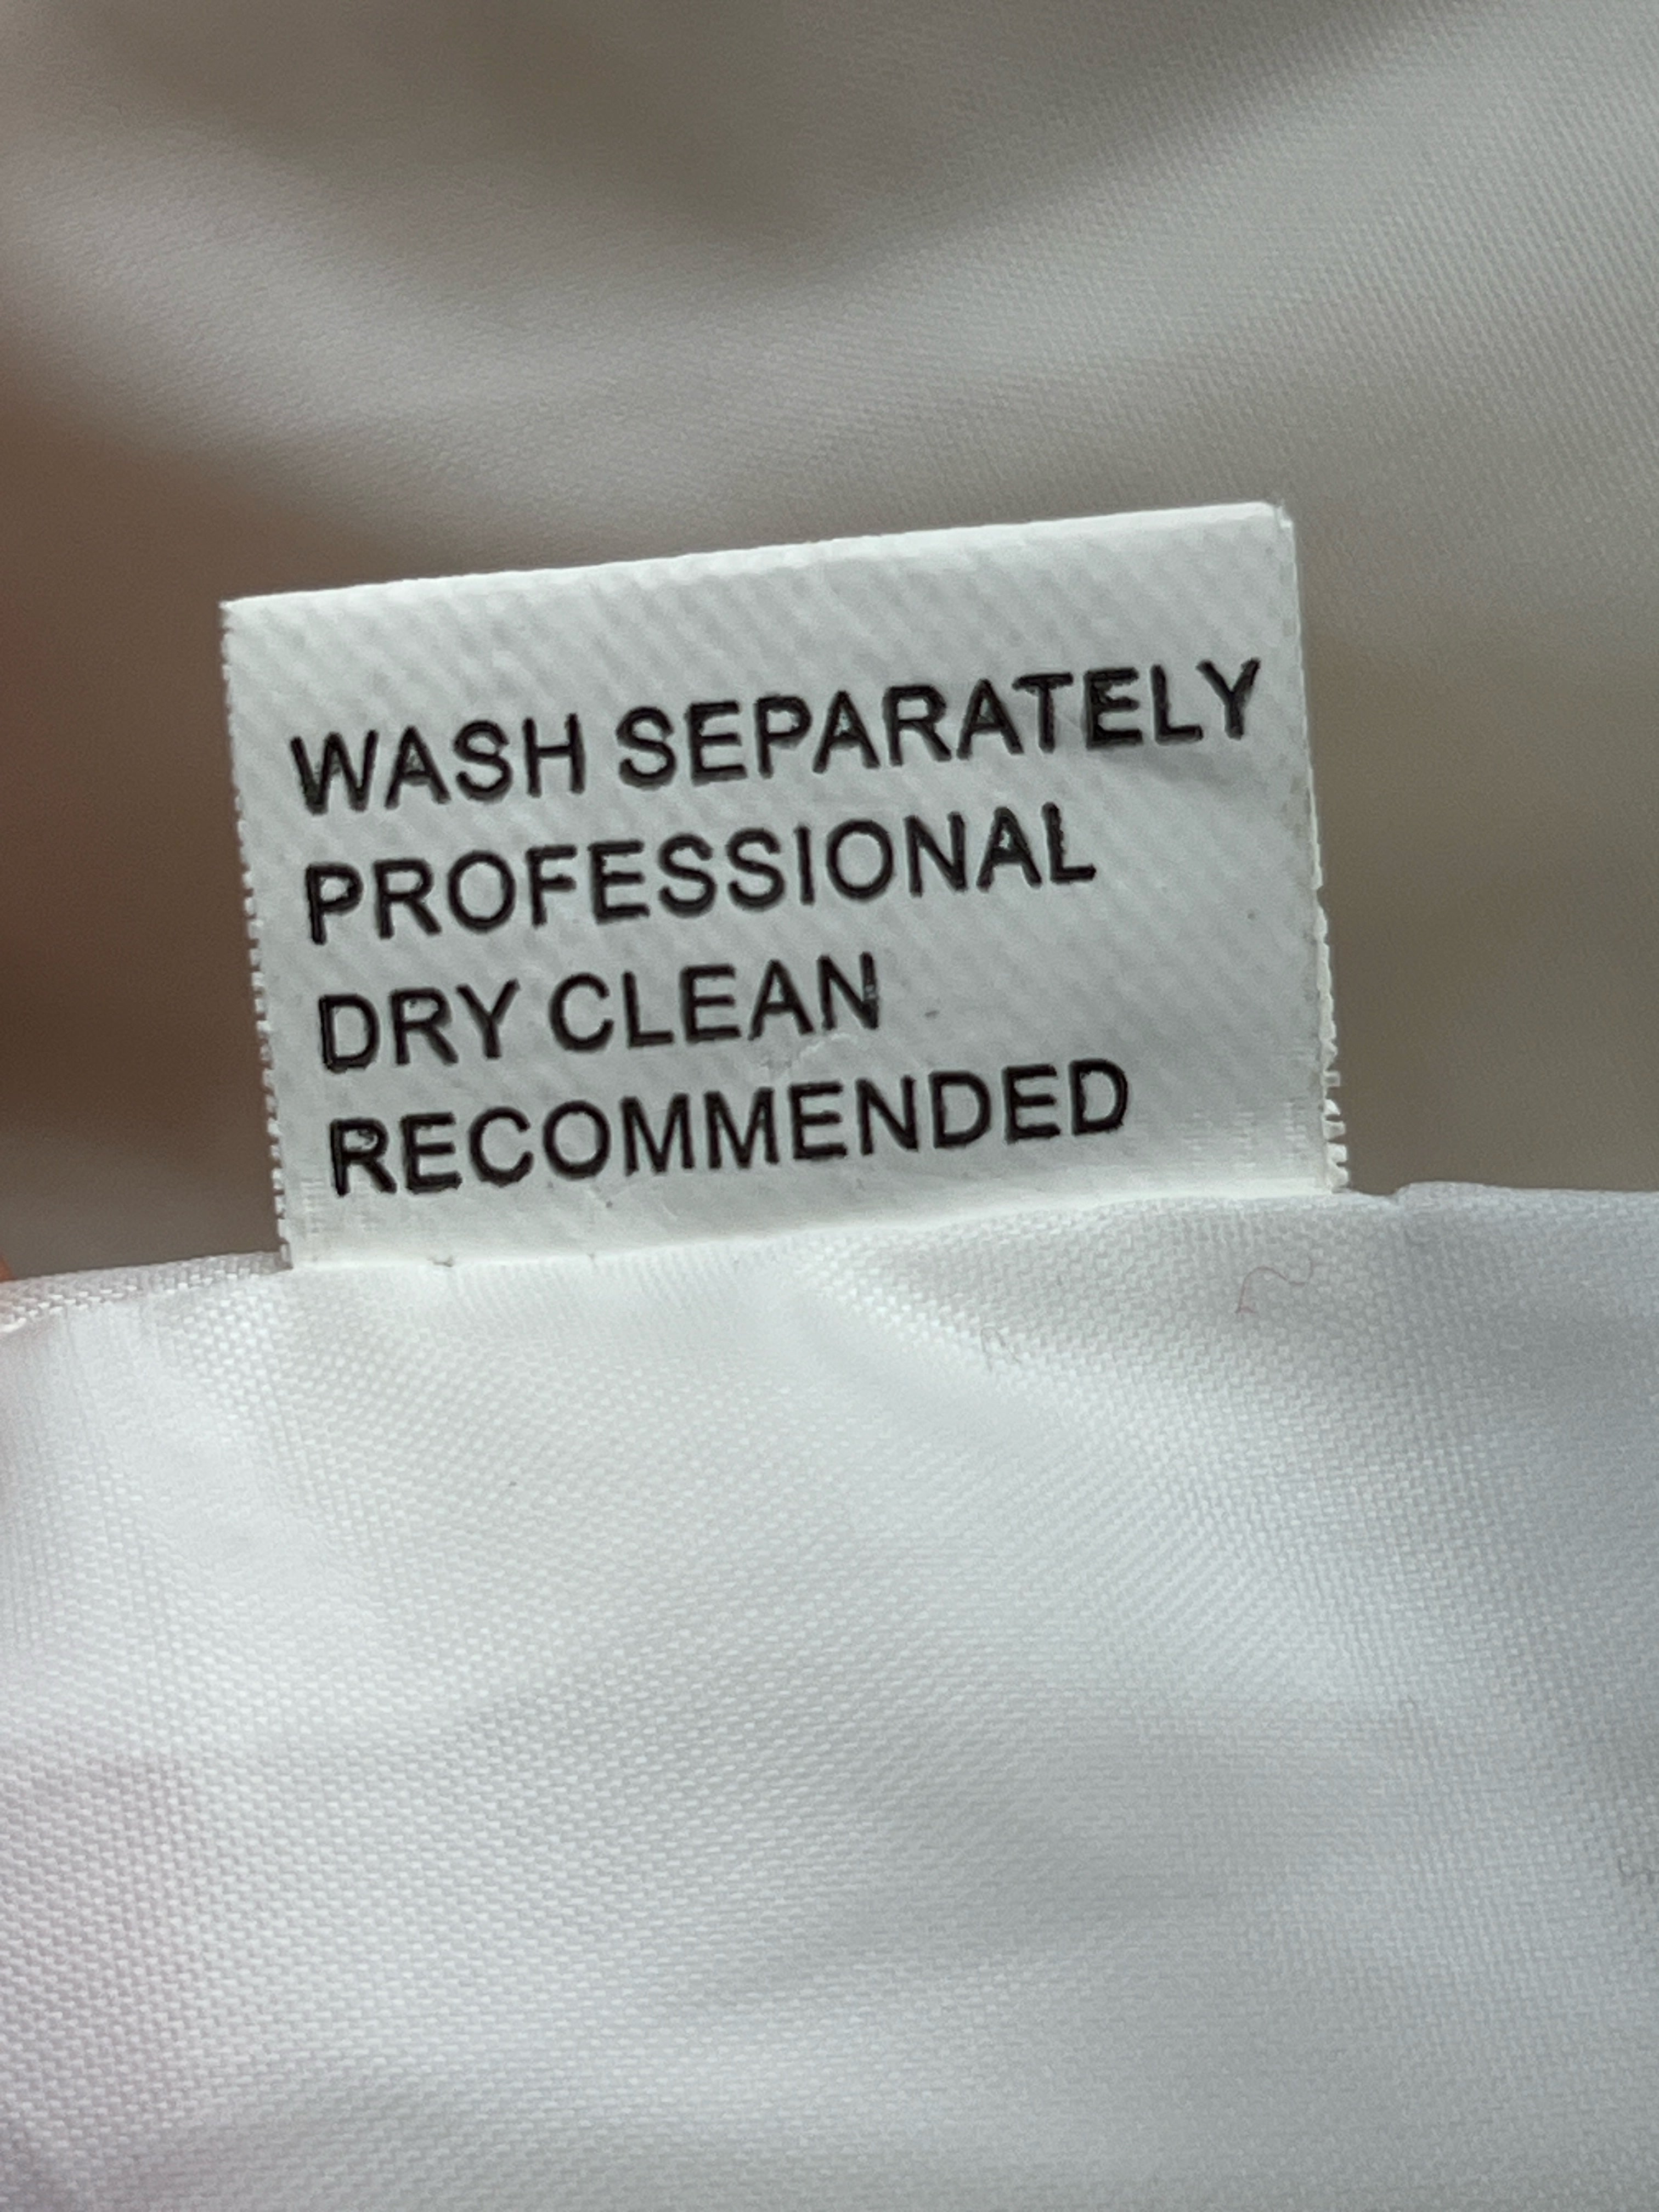 WASH SEPARATELY
PROFESSIONAL
DRY CLEAN
RECOMMENDED